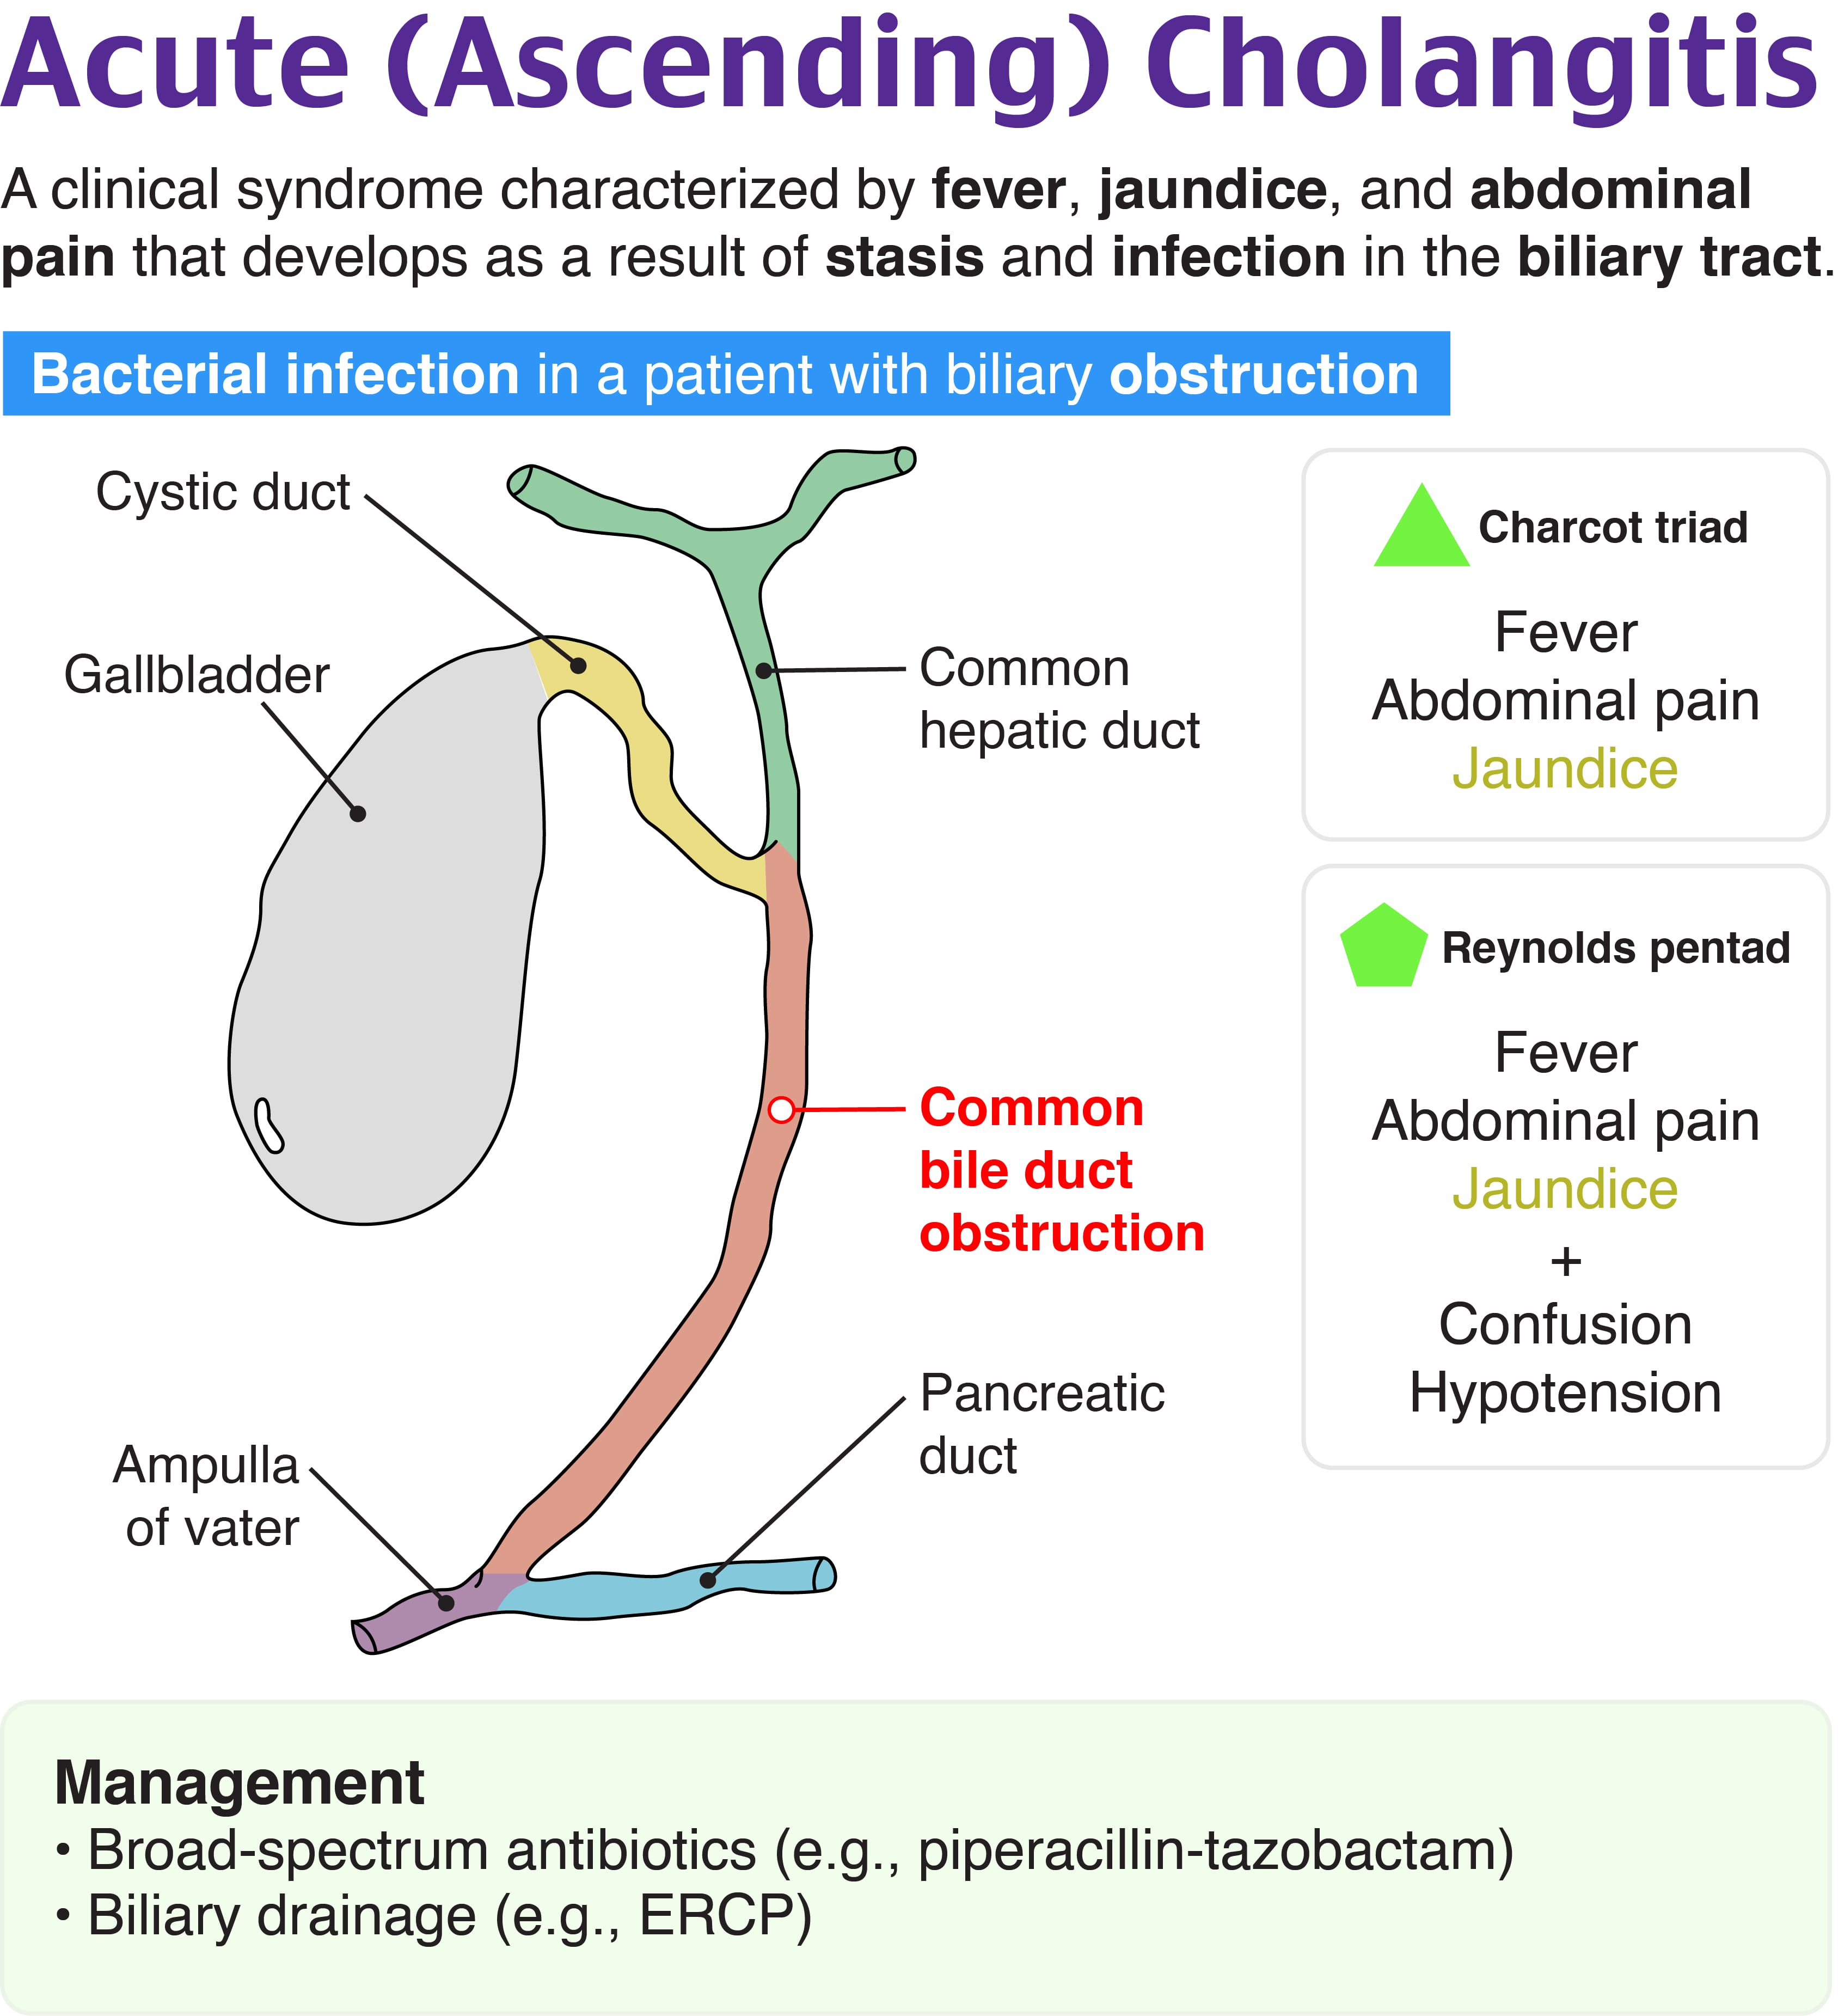 Acute (Ascending) Cholangitis
A clinical syndrome characterized by fever, jaundice, and abdominal
pain that develops as a result of stasis and infection in the biliary tract.
Bacterial infection in a patient with biliary obstruction
Cystic duct
Gallbladder
Common
hepatic duct
Common
bile duct
obstruction
Pancreatic
duct
Ampulla
of vater
Charcot triad
Fever
Abdominal pain
Jaundice
Reynolds pentad
Fever
Abdominal pain
Jaundice
+
Confusion
Hypotension
Management
• Broad-spectrum antibiotics (e.g., piperacillin-tazobactam)
• Biliary drainage (e.g., ERCP)